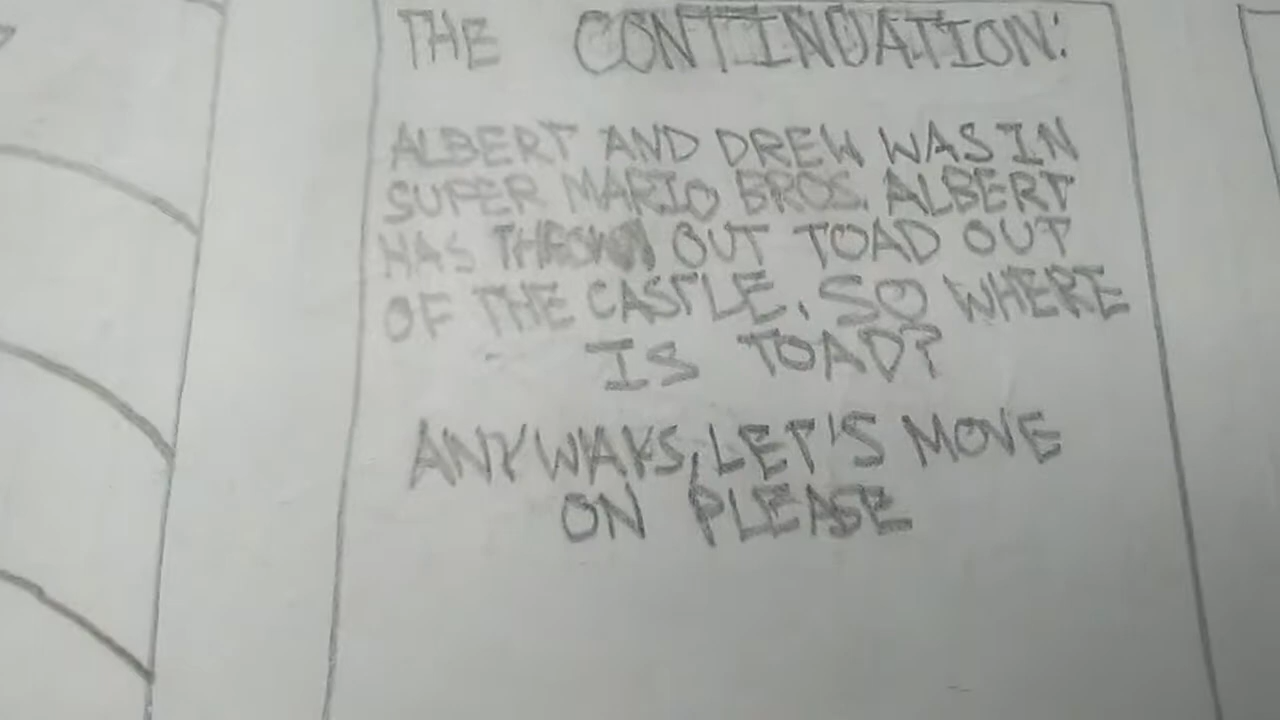 THE CONTINUATION:
ALBERT AND DREW WAS IN
SUPER MARIO BROS. ALBERT
HAS THROWN OUT TOAD OUT
OF THE CASTLE. SO WHERE
IS TOAD?
ANYWAYS, LET'S MOVE
ON PLEASE